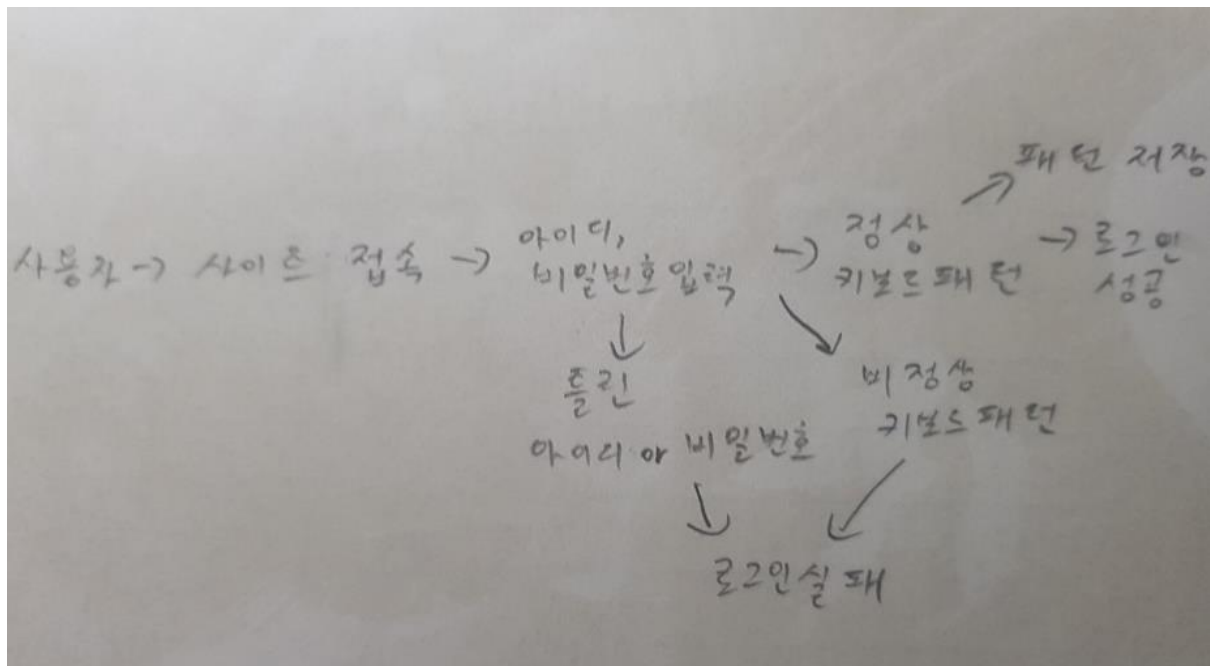 패턴 저장
사용자 → 사이트 접속 → 아이디,
비밀번호 입력
→ 정상
키보드 패턴
→ 로그인
성공
틀린
아이디 or 비밀번호
비정상
키보드 패턴
로그인 실패